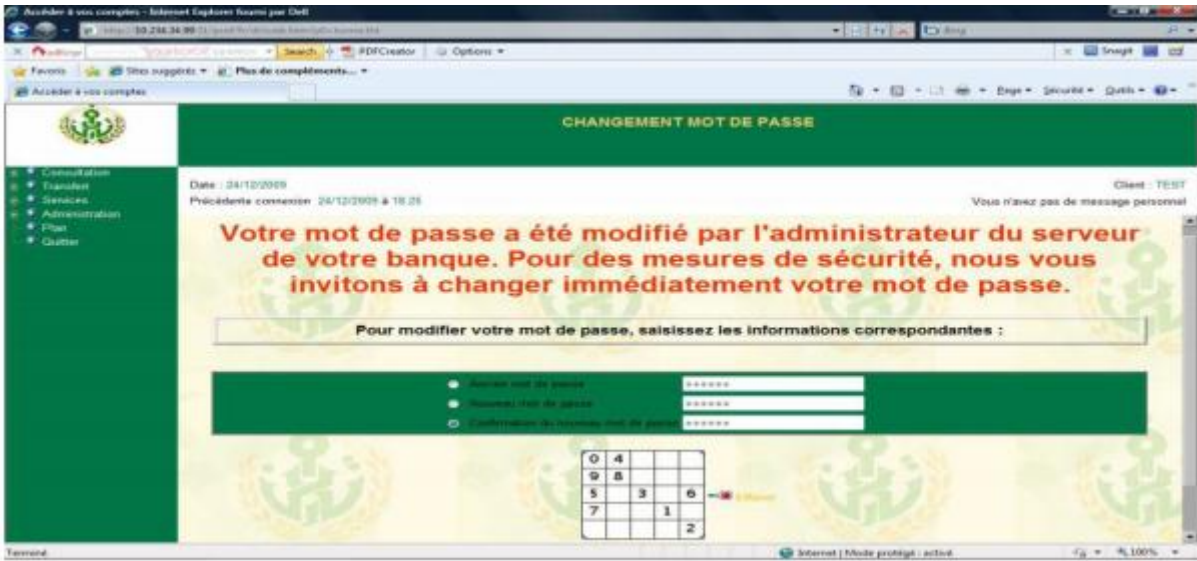 Accéder à vos comptes - Internet Explorer fourni par Dell
Search PDFCreator Options
Favoris Sites suggérés Plus de compléments...
Accéder à vos comptes
Page Sécurité Outils
CHANGEMENT MOT DE PASSE
Consultation
Transfert
Services
Administration
Plan
Quitter
Date : 24/12/2009
Client : TEST
Précédente connexion 24/12/2009 à
Vous n'avez pas de message personnel
Votre mot de passe a été modifié par l'administrateur du serveur
de votre banque. Pour des mesures de sécurité, nous vous
invitons à changer immédiatement votre mot de passe.
Pour modifier votre mot de passe, saisissez les informations correspondantes :
Ancien mot de passe ••••••
Nouveau mot de passe ••••••
Confirmation du nouveau mot de passe ••••••
0 4
9 8
5 3 6
7 1
2
Terminé
Internet | Mode protégé : activé
100%